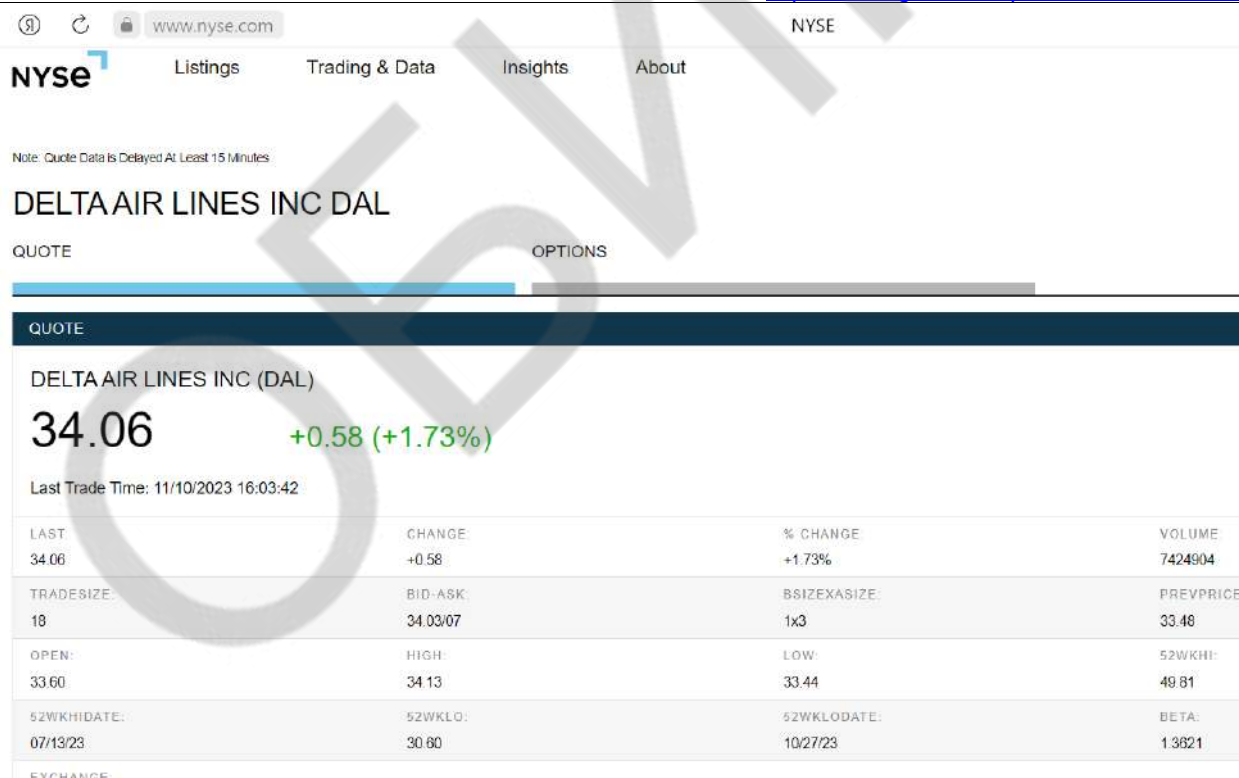 Я www.nyse.com NYSE
NYSE Listings Trading & Data Insights About
Note: Quote Data is Delayed At Least 15 Minutes
DELTA AIR LINES INC DAL
QUOTE OPTIONS
QUOTE
DELTA AIR LINES INC (DAL)
34.06 +0.58 (+1.73%)
Last Trade Time: 11/10/2023 16:03:42
LAST: CHANGE: % CHANGE VOLUME
34.06 +0.58 +1.73% 7424904
TRADESIZE: BID-ASK: BSIZEXASIZE: PREVPRICE
18 34.03/07 1x3 33.48
OPEN: HIGH: LOW: 52WKHI:
33.60 34.13 33.44 49.81
52WKHIDATE: 52WKLO: 52WKLODATE: BETA:
07/13/23 30.60 10/27/23 1.3621
EXCHANGE: